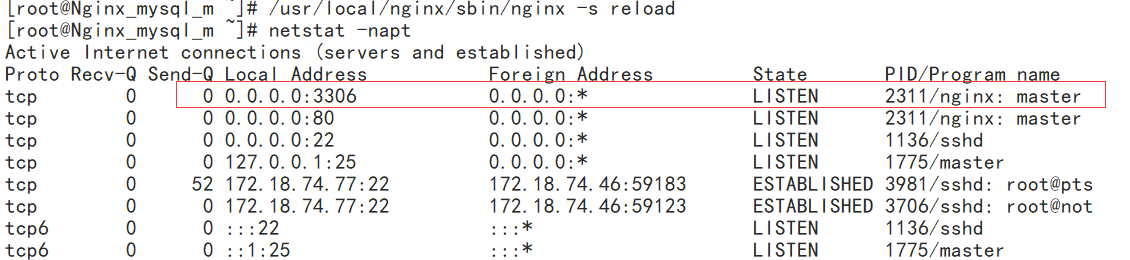 [root@Nginx_mysql_m ~]# /usr/local/nginx/sbin/nginx -s reload
[root@Nginx_mysql_m ~]# netstat -napt
Active Internet connections (servers and established)
Proto Recv-Q Send-Q Local Address           Foreign Address         State       PID/Program name
tcp        0      0 0.0.0.0:3306            0.0.0.0:*               LISTEN      2311/nginx: master
tcp        0      0 0.0.0.0:80              0.0.0.0:*               LISTEN      2311/nginx: master
tcp        0      0 0.0.0.0:22              0.0.0.0:*               LISTEN      1136/sshd
tcp        0      0 127.0.0.1:25            0.0.0.0:*               LISTEN      1775/master
tcp        0     52 172.18.74.77:22         172.18.74.46:59183      ESTABLISHED 3981/sshd: root@pts
tcp        0      0 172.18.74.77:22         172.18.74.46:59123      ESTABLISHED 3706/sshd: root@not
tcp6       0      0 :::22                   :::*                    LISTEN      1136/sshd
tcp6       0      0 ::1:25                  :::*                    LISTEN      1775/master